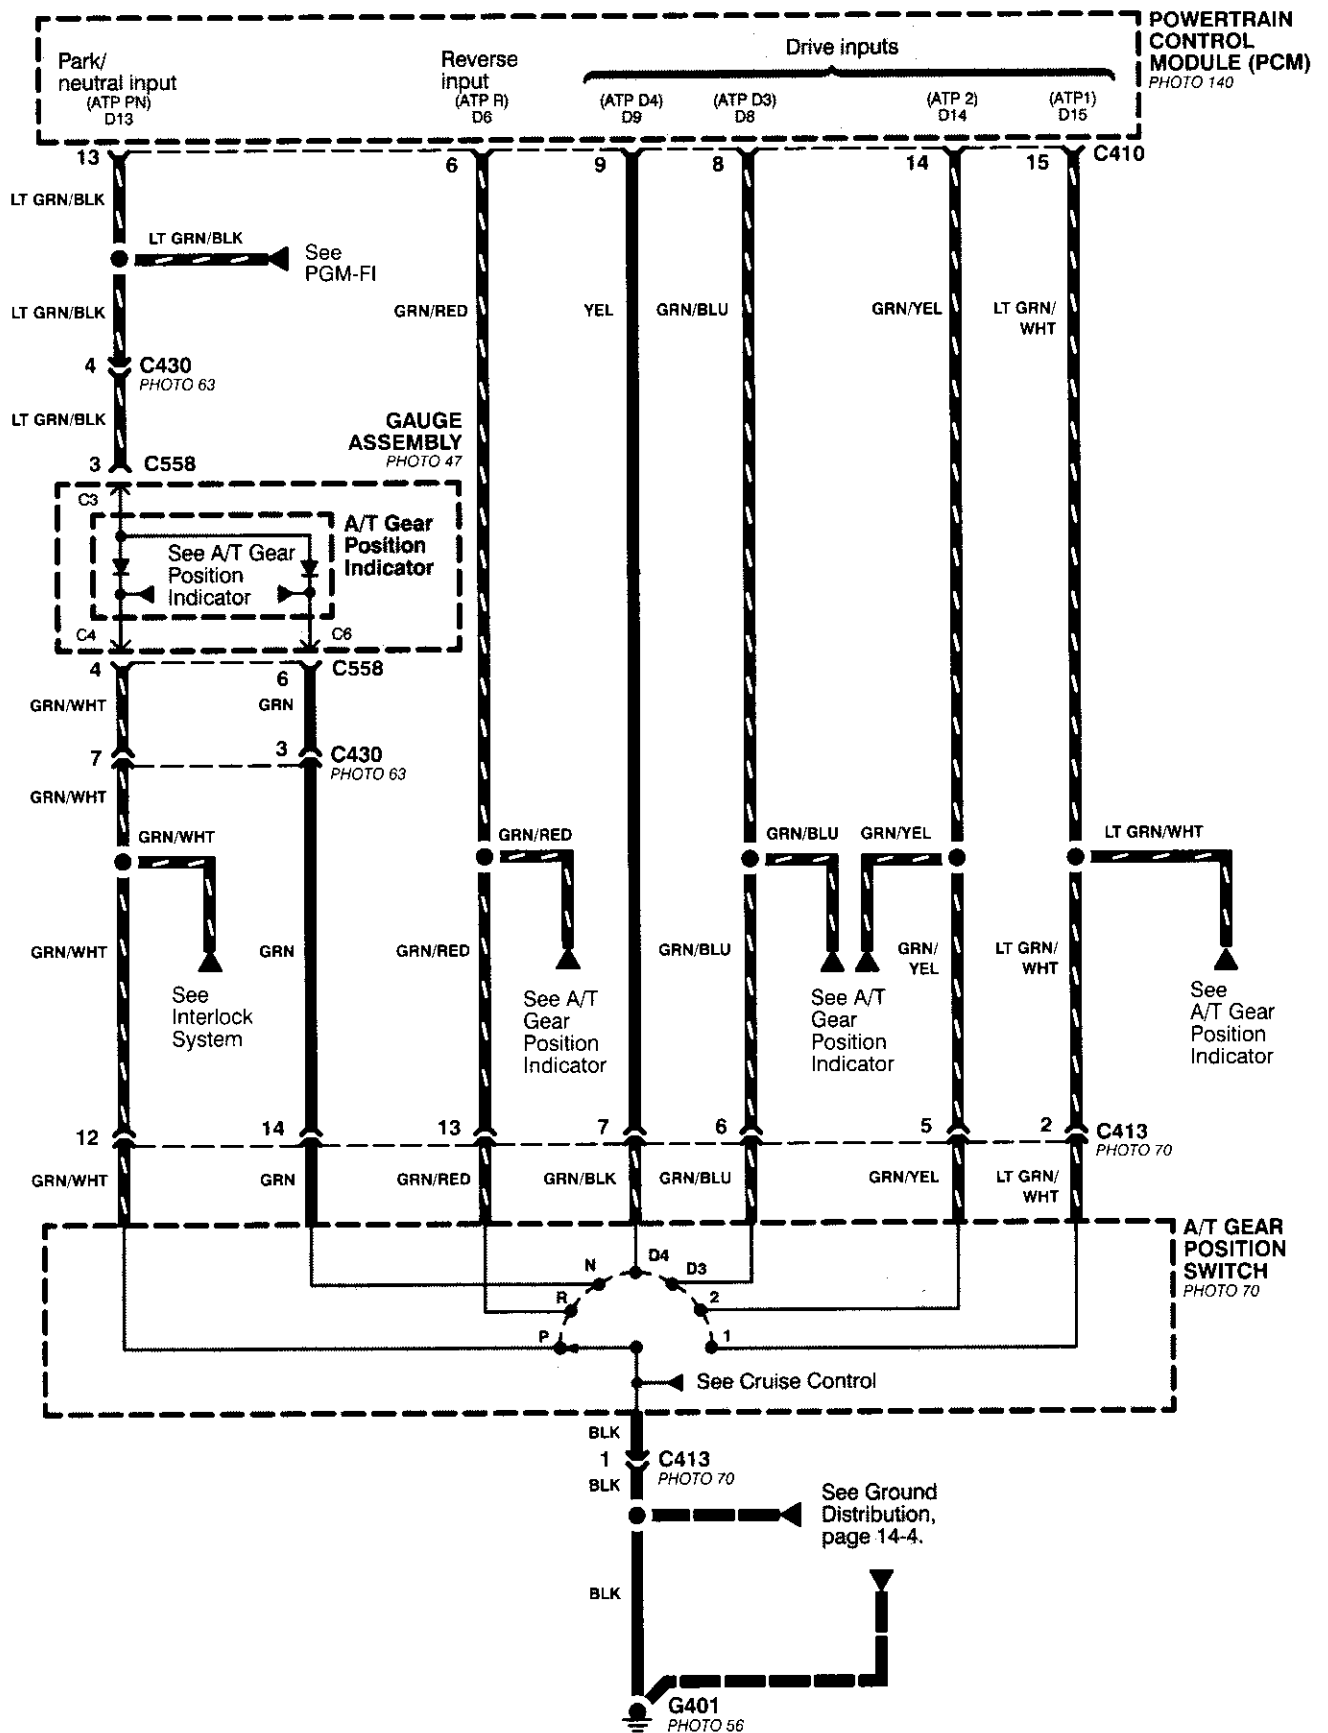 POWERTRAIN
CONTROL
MODULE (PCM)
PHOTO 140
Park/
neutral input
(ATP PN)
D13
Reverse
input
(ATP R)
D6
Drive inputs
(ATP D4)
D9
(ATP D3)
D8
(ATP 2)
D14
(ATP1)
D15
13
6
9
8
14
15
C410
LT GRN/BLK
LT GRN/BLK
See
PGM-FI
LT GRN/BLK
GRN/RED
YEL
GRN/BLU
GRN/YEL
LT GRN/
WHT
4
C430
PHOTO 63
LT GRN/BLK
3
C558
GAUGE
ASSEMBLY
PHOTO 47
C3
A/T Gear
Position
Indicator
See A/T Gear
Position
Indicator
C4
C6
4
6
C558
GRN/WHT
GRN
7
3
C430
PHOTO 63
GRN/WHT
GRN/WHT
GRN/RED
GRN/BLU
GRN/YEL
LT GRN/WHT
GRN/WHT
GRN
GRN/RED
GRN/BLU
GRN/
YEL
LT GRN/
WHT
See
Interlock
System
See A/T
Gear
Position
Indicator
See A/T
Gear
Position
Indicator
See
A/T Gear
Position
Indicator
12
14
13
7
6
5
2
C413
PHOTO 70
GRN/WHT
GRN
GRN/RED
GRN/BLK
GRN/BLU
GRN/YEL
LT GRN/
WHT
A/T GEAR
POSITION
SWITCH
PHOTO 70
P
R
N
D4
D3
2
1
See Cruise Control
BLK
1
C413
PHOTO 70
BLK
See Ground
Distribution,
page 14-4.
BLK
G401
PHOTO 56